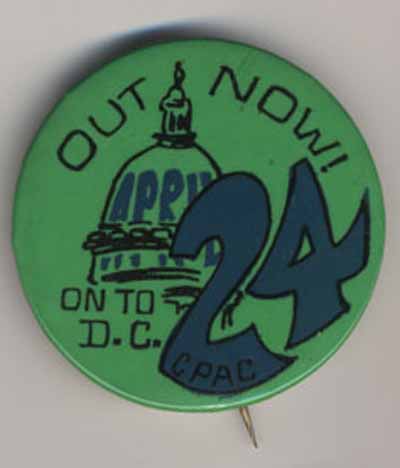 OUT NOW!
APRIL
24
ON TO
D.C.
CPAC